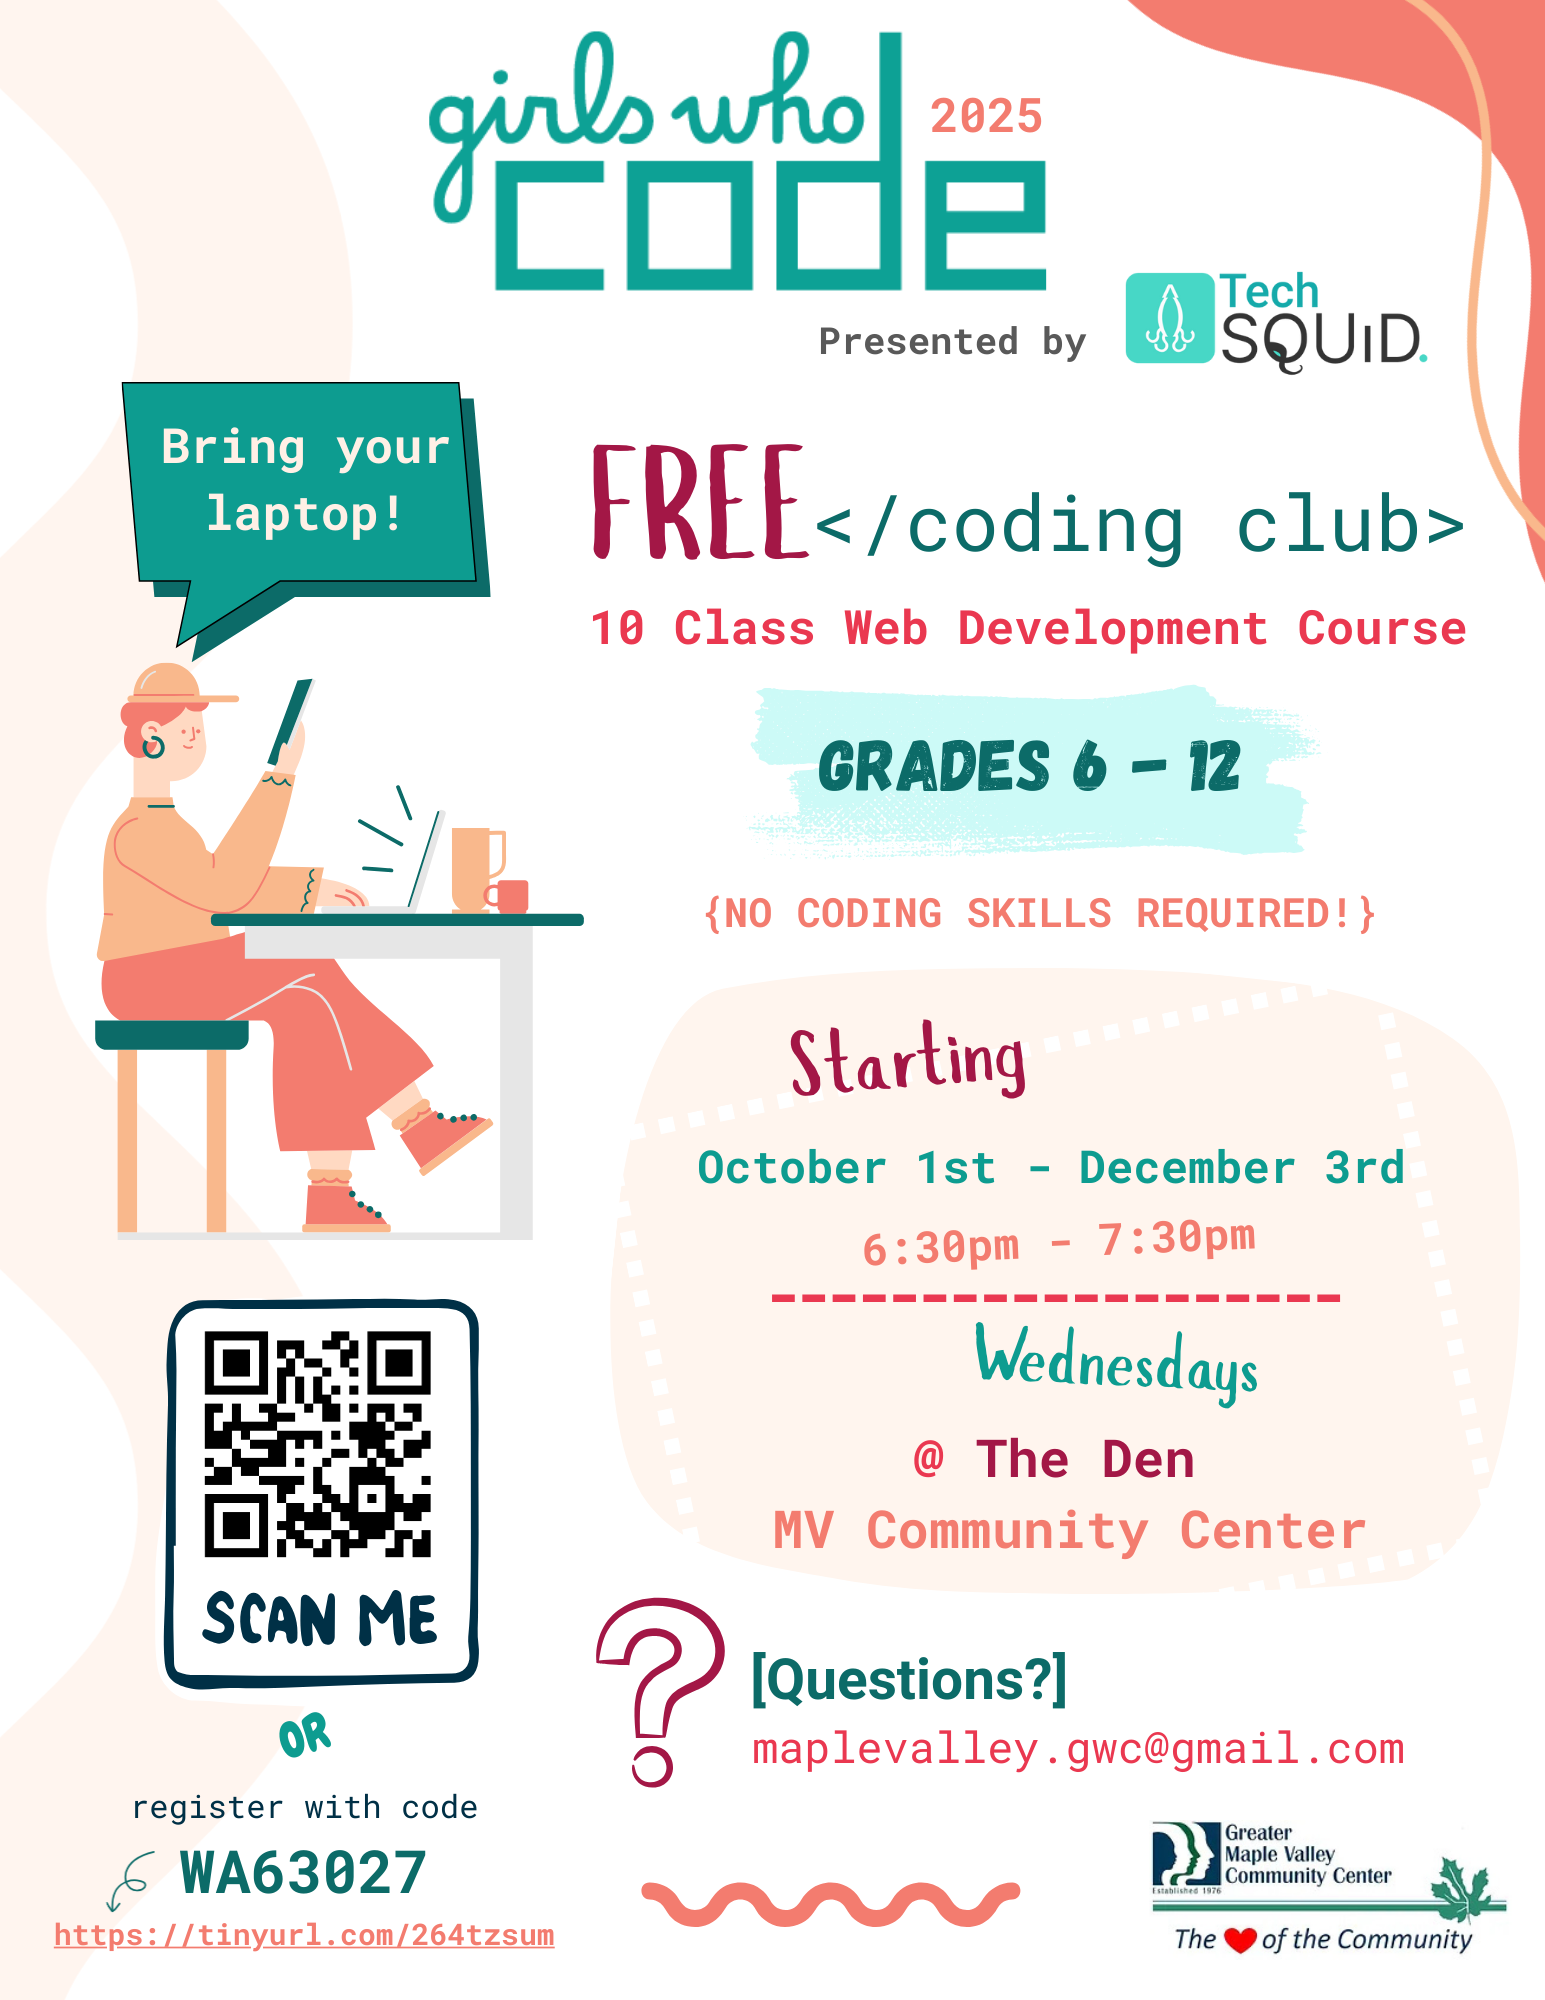 girls who
code
2025
Presented by
Tech
SQUiD.
Bring your
laptop!
FREE</coding club>
10 Class Web Development Course
GRADES 6 - 12
{NO CODING SKILLS REQUIRED!}
Starting
October 1st - December 3rd
6:30pm - 7:30pm
Wednesdays
@ The Den
MV Community Center
SCAN ME
OR
register with code
WA63027
https://tinyurl.com/264tzsum
?
[Questions?]
maplevalley.gwc@gmail.com
Greater
Maple Valley
Community Center
Established 1976
The ❤ of the Community